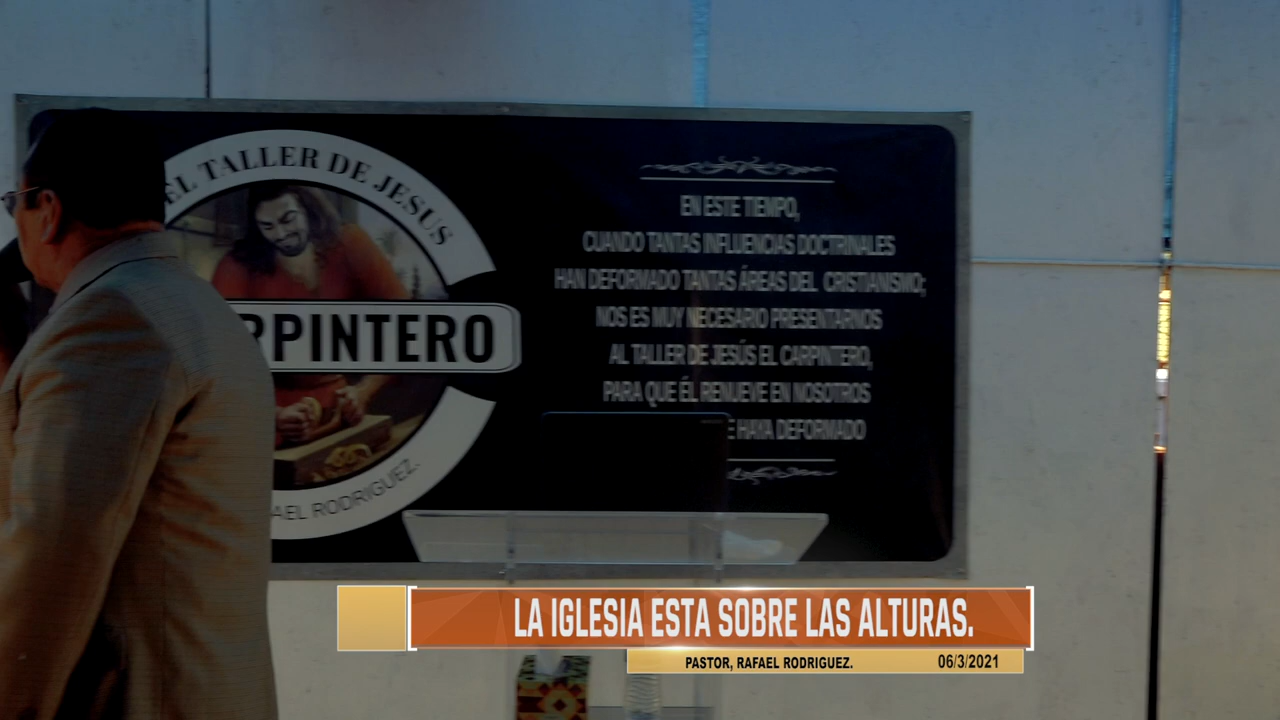 EL TALLER DE JESUS
RPINTERO
AEL RODRIGUEZ.
EN ESTE TIEMPO,
CUANDO TANTAS INFLUENCIAS DOCTRINALES
HAN DEFORMADO TANTAS ÁREAS DEL CRISTIANISMO;
NOS ES MUY NECESARIO PRESENTARNOS
AL TALLER DE JESÚS EL CARPINTERO,
PARA QUE ÉL RENUEVE EN NOSOTROS
E HAYA DEFORMADO
LA IGLESIA ESTA SOBRE LAS ALTURAS.
PASTOR, RAFAEL RODRIGUEZ. 06/3/2021